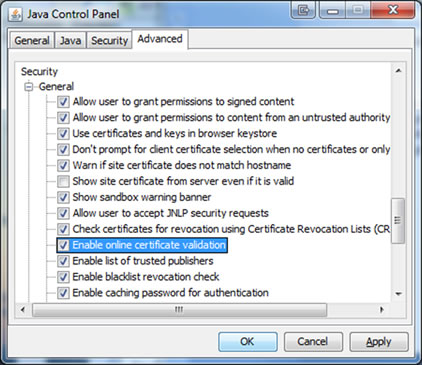 Java Control Panel
General Java Security Advanced
Security
General
Allow user to grant permissions to signed content
Allow user to grant permissions to content from an untrusted authority
Use certificates and keys in browser keystore
Don't prompt for client certificate selection when no certificates or only
Warn if site certificate does not match hostname
Show site certificate from server even if it is valid
Show sandbox warning banner
Allow user to accept JNLP security requests
Check certificates for revocation using Certificate Revocation Lists (CR
Enable online certificate validation
Enable list of trusted publishers
Enable blacklist revocation check
Enable caching password for authentication
OK Cancel Apply